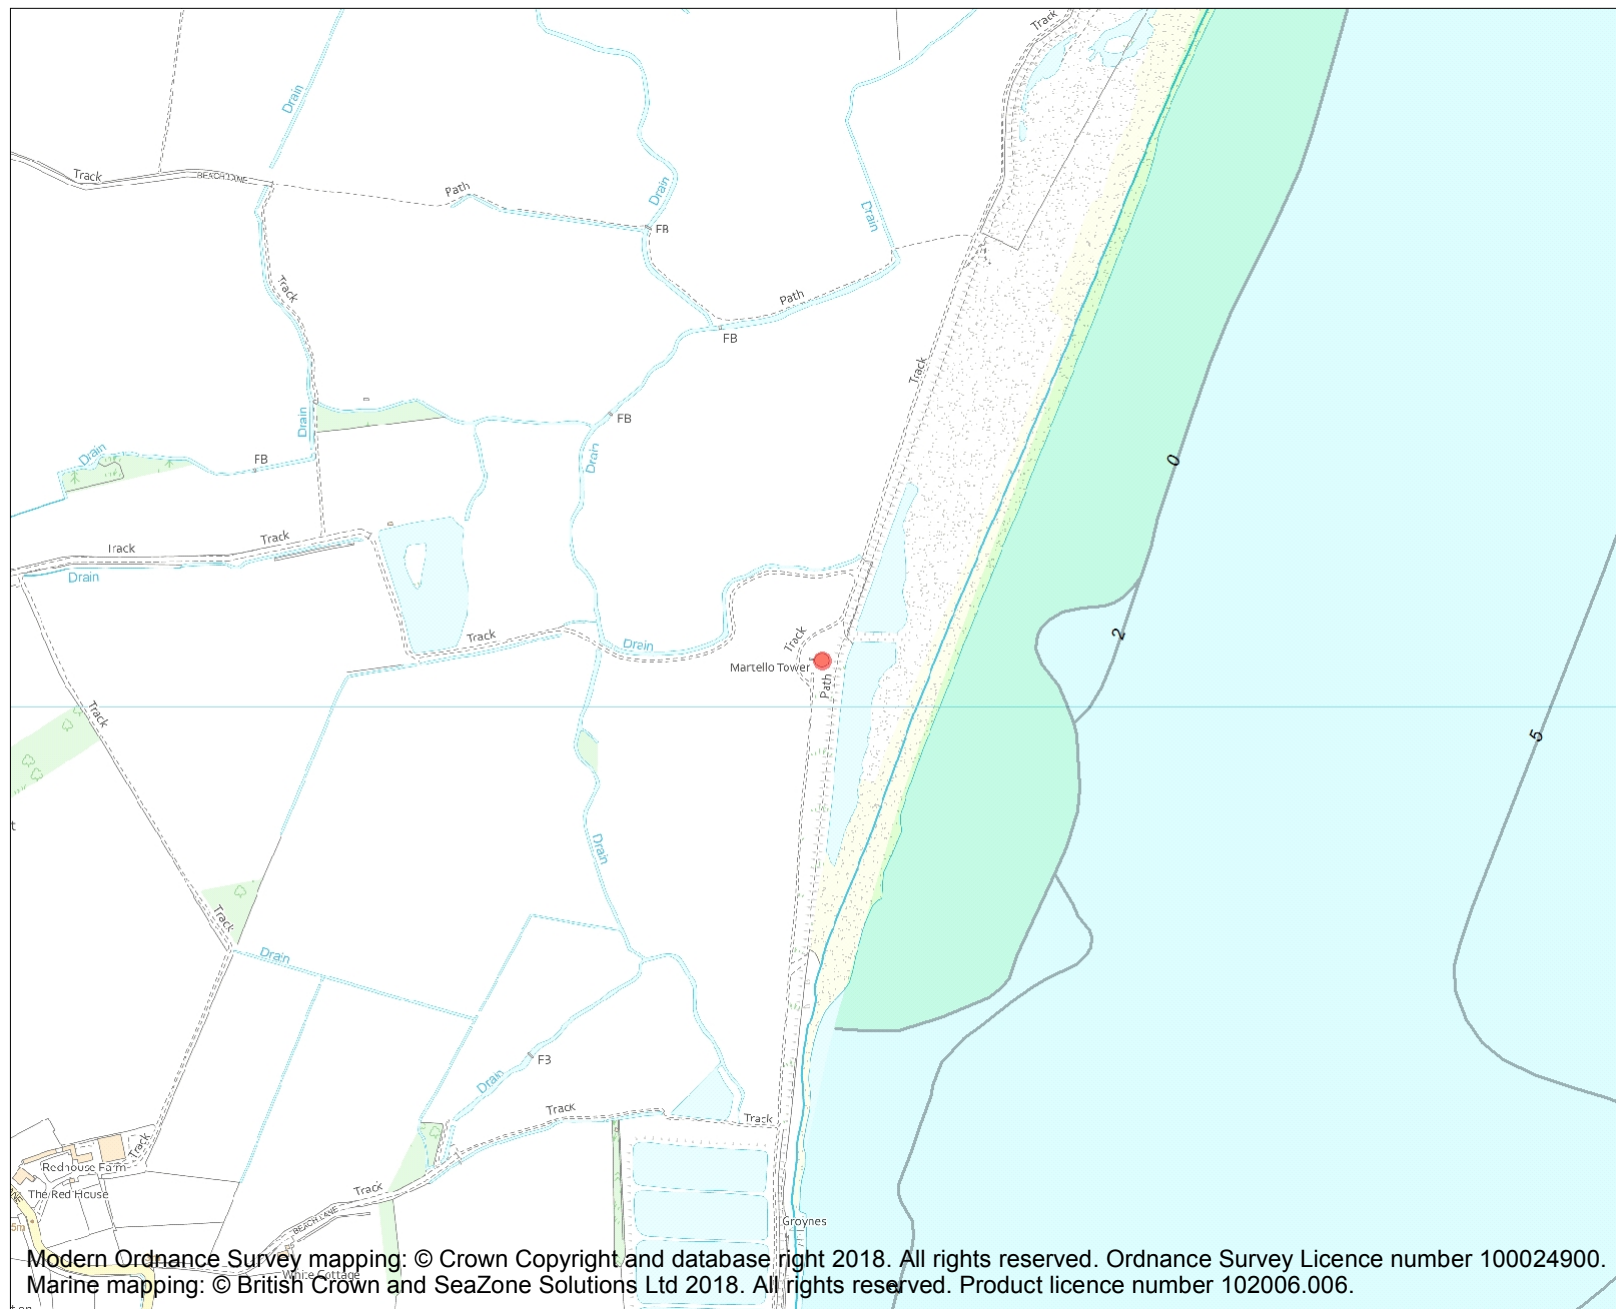 Track
Drain
Track
BEACH LANE
Path
Drain
Drain
FB
Track
Path
FB
Track
0
Drain
FB
Drain
FB
Drain
Track
Track
Drain
Track
Drain
Track
2
Martello Tower
Path
Track
5
t
Drain
Track
Drain
F3
Drain
Track
Track
Track
Redhouse Farm
The Red House
Track
BEACH LANE
5m
Groynes
White Cottage
Modern Ordnance Survey mapping: © Crown Copyright and database right 2018. All rights reserved. Ordnance Survey Licence number 100024900.
Marine mapping: © British Crown and SeaZone Solutions Ltd 2018. All rights reserved. Product licence number 102006.006.